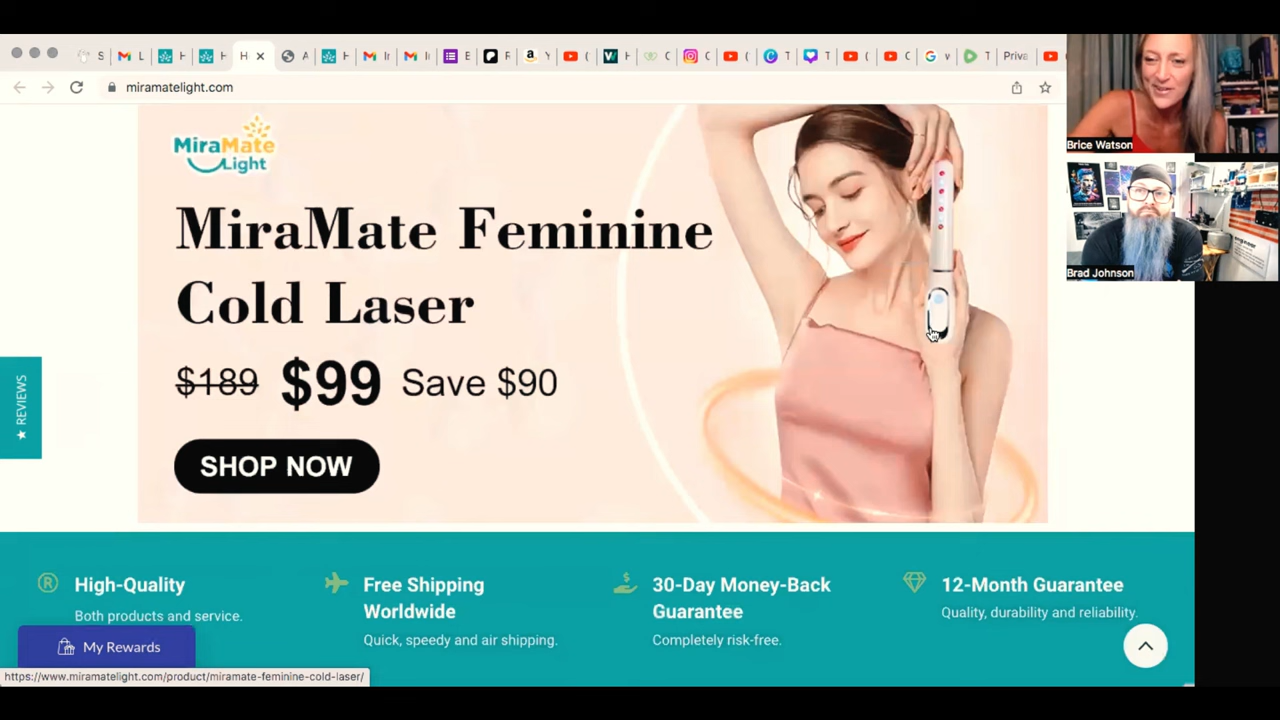 S
M L
H
H
H
A
H
M Ir
M Ir
E
R
a Y
(
H
C
C
(
T
T
(
C
G w
T
Priva
(
miramatelight.com
Brice Watson
Brad Johnson
MiraMate
Light
MiraMate Feminine
Cold Laser
$189 $99 Save $90
SHOP NOW
★ REVIEWS
® High-Quality
Both products and service.
Free Shipping
Worldwide
Quick, speedy and air shipping.
$ 30-Day Money-Back
Guarantee
Completely risk-free.
12-Month Guarantee
Quality, durability and reliability.
My Rewards
https://www.miramatelight.com/product/miramate-feminine-cold-laser/